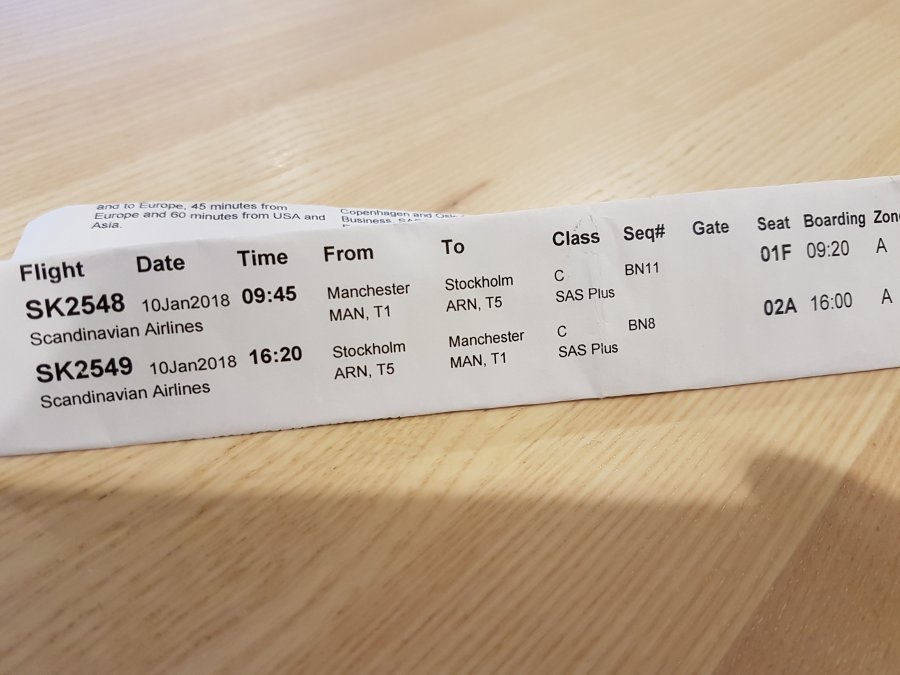 and to Europe, 45 minutes from
Europe and 60 minutes from USA and
Asia.
Copenhagen and
Business,
Flight Date Time From To Class Seq# Gate Seat Boarding Zone
SK2548 10Jan2018 09:45 Manchester Stockholm C BN11 01F 09:20 A
Scandinavian Airlines MAN, T1 ARN, T5 SAS Plus
SK2549 10Jan2018 16:20 Stockholm Manchester C BN8 02A 16:00 A
Scandinavian Airlines ARN, T5 MAN, T1 SAS Plus